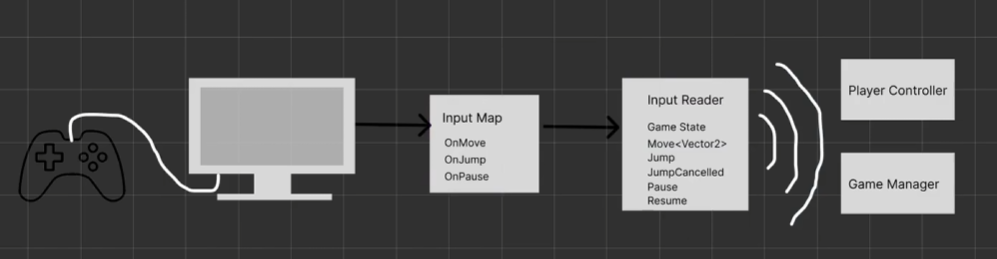 Input Map
OnMove
OnJump
OnPause
Input Reader
Game State
Move<Vector2>
Jump
JumpCancelled
Pause
Resume
Player Controller
Game Manager